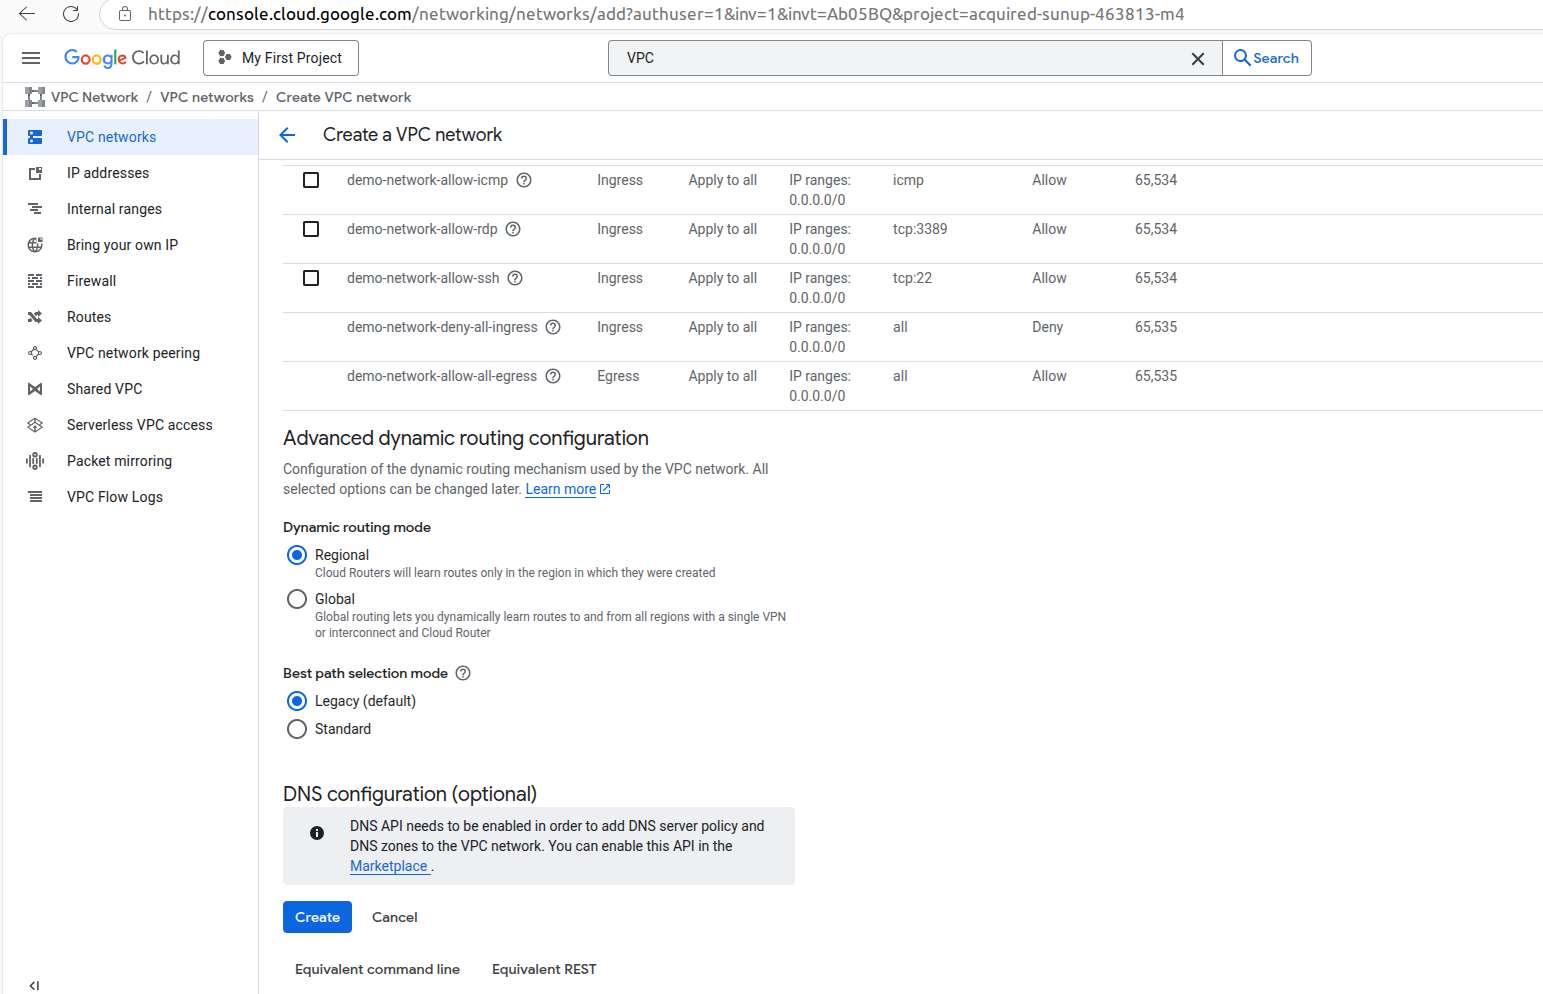 https://console.cloud.google.com/networking/networks/add?authuser=1&inv=1&invt=Ab05BQ&project=acquired-sunup-463813-m4
Google Cloud
My First Project
VPC
Search
VPC Network / VPC networks / Create VPC network
VPC networks
IP addresses
Internal ranges
Bring your own IP
Firewall
Routes
VPC network peering
Shared VPC
Serverless VPC access
Packet mirroring
VPC Flow Logs
Create a VPC network
demo-network-allow-icmp Ingress Apply to all IP ranges: icmp Allow 65,534
0.0.0.0/0
demo-network-allow-rdp Ingress Apply to all IP ranges: tcp:3389 Allow 65,534
0.0.0.0/0
demo-network-allow-ssh Ingress Apply to all IP ranges: tcp:22 Allow 65,534
0.0.0.0/0
demo-network-deny-all-ingress Ingress Apply to all IP ranges: all Deny 65,535
0.0.0.0/0
demo-network-allow-all-egress Egress Apply to all IP ranges: all Allow 65,535
0.0.0.0/0
Advanced dynamic routing configuration
Configuration of the dynamic routing mechanism used by the VPC network. All
selected options can be changed later. Learn more
Dynamic routing mode
Regional
Cloud Routers will learn routes only in the region in which they were created
Global
Global routing lets you dynamically learn routes to and from all regions with a single VPN
or interconnect and Cloud Router
Best path selection mode
Legacy (default)
Standard
DNS configuration (optional)
DNS API needs to be enabled in order to add DNS server policy and
DNS zones to the VPC network. You can enable this API in the
Marketplace .
Create Cancel
Equivalent command line Equivalent REST